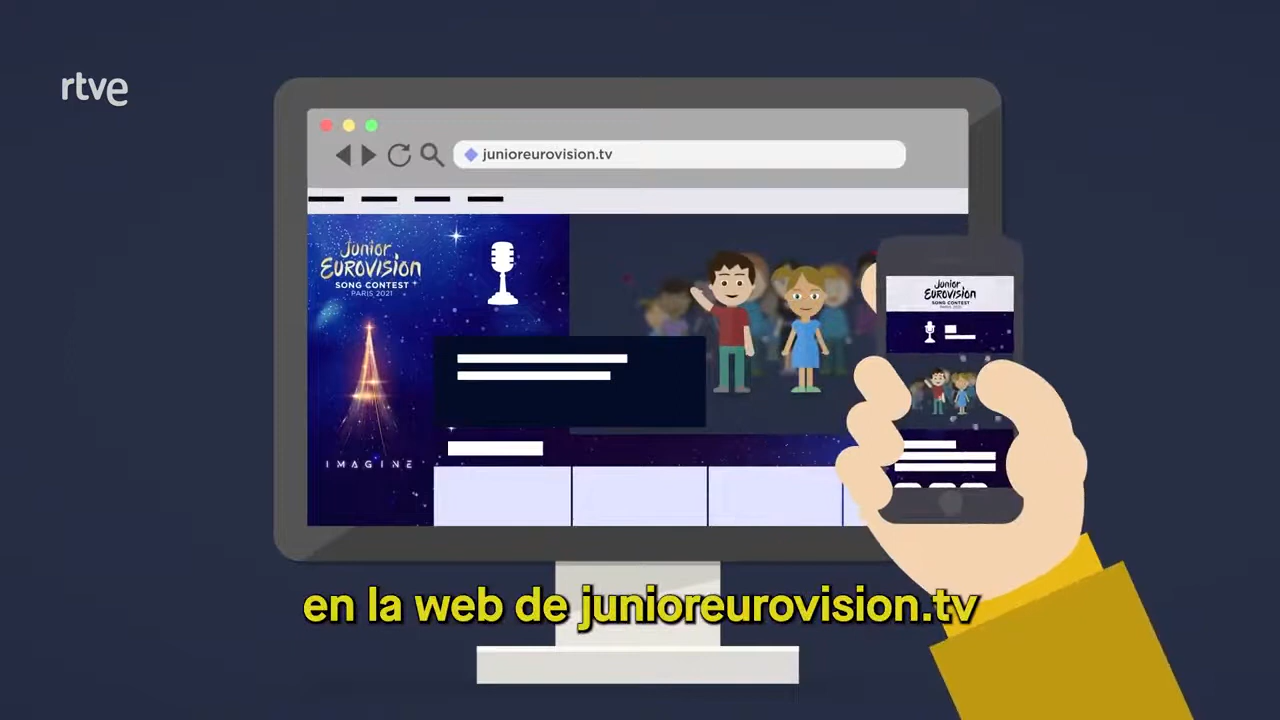 rtve
junioreurovision.tv
Junior
EUROVISION
SONG CONTEST
PARIS 2021
IMAGINE
Junior
EUROVISION
SONG CONTEST
en la web de junioreurovision.tv